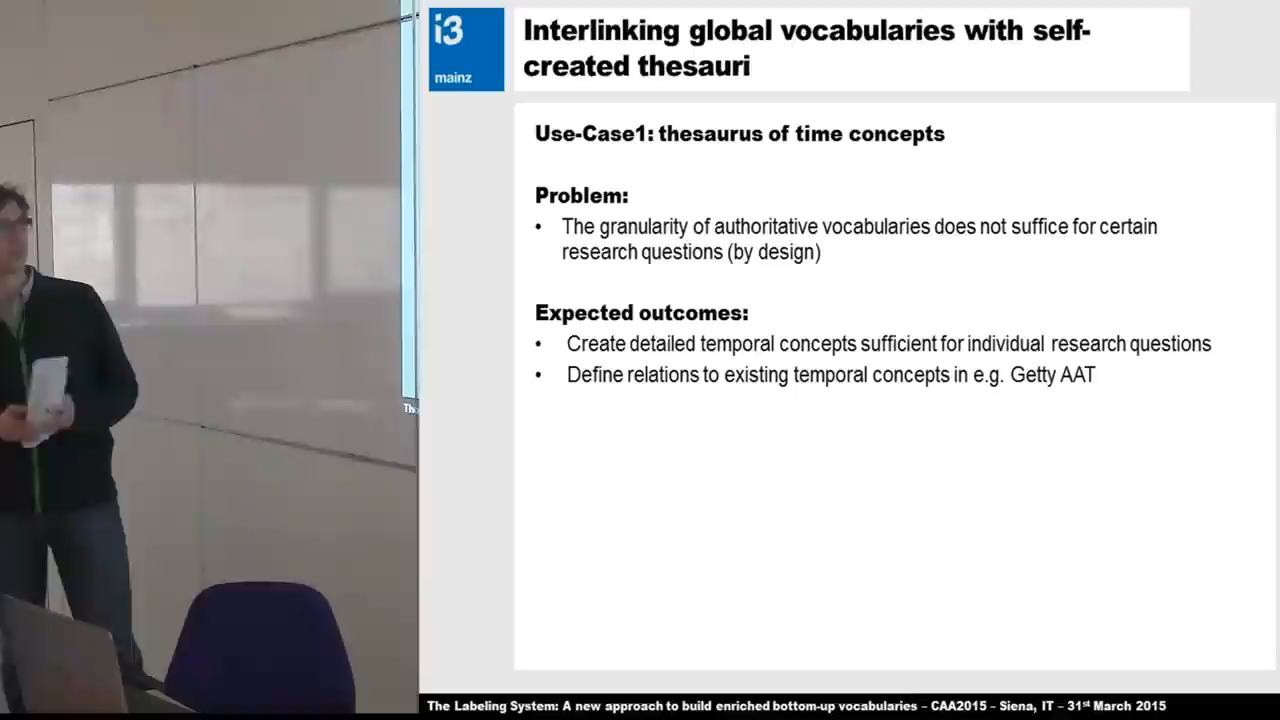 i3
mainz
Interlinking global vocabularies with self-
created thesauri
Use-Case1: thesaurus of time concepts
Problem:
• The granularity of authoritative vocabularies does not suffice for certain
research questions (by design)
Expected outcomes:
• Create detailed temporal concepts sufficient for individual research questions
• Define relations to existing temporal concepts in e.g. Getty AAT
The Labeling System: A new approach to build enriched bottom-up vocabularies – CAA2015 – Siena, IT – 31st March 2015